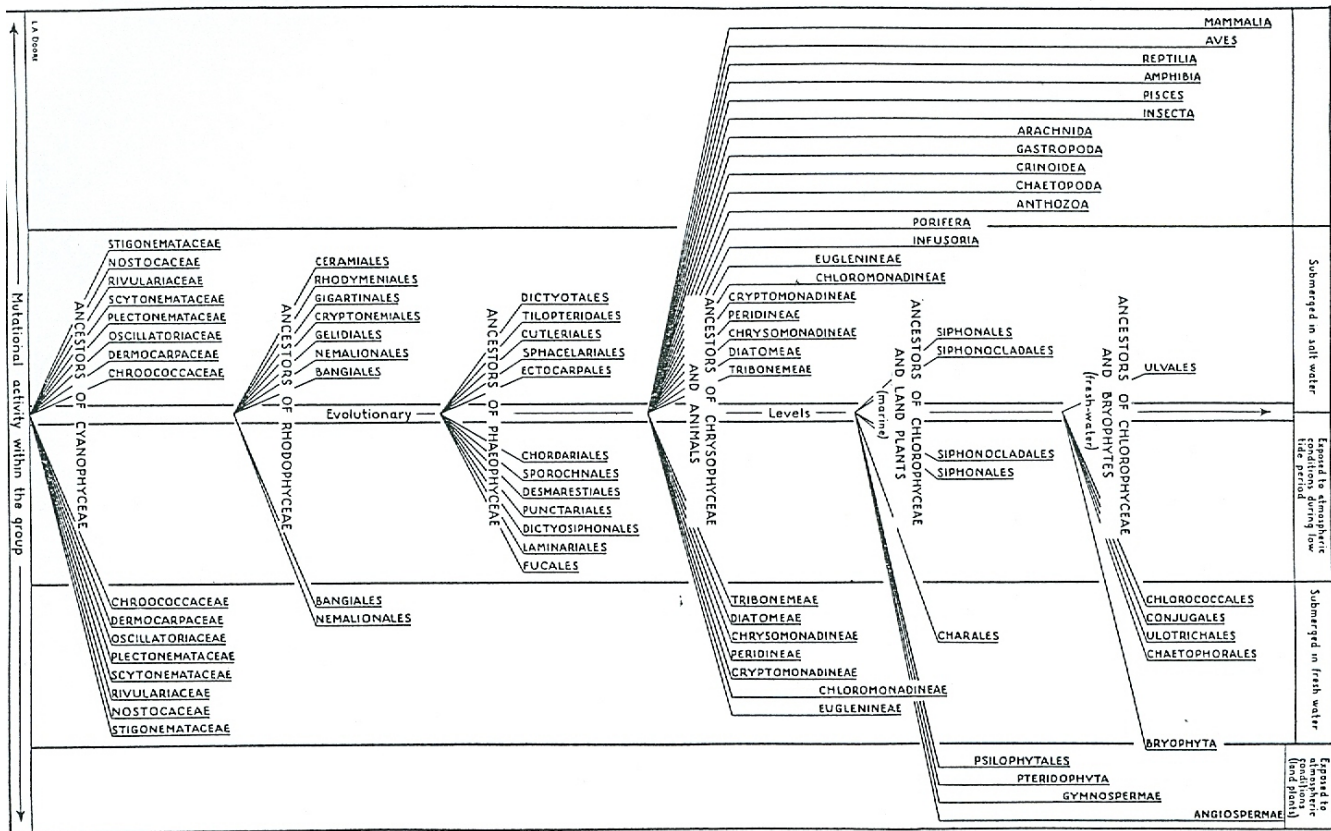 L A DOORE
Mutational activity within the group
Evolutionary
Levels
ANCESTORS OF CYANOPHYCEAE
STIGONEMATACEAE
NOSTOCACEAE
RIVULARIACEAE
SCYTONEMATACEAE
PLECTONEMATACEAE
OSCILLATORIACEAE
DERMOCARPACEAE
CHROOCOCCACEAE
CHROOCOCCACEAE
DERMOCARPACEAE
OSCILLATORIACEAE
PLECTONEMATACEAE
SCYTONEMATACEAE
RIVULARIACEAE
NOSTOCACEAE
STIGONEMATACEAE
ANCESTORS OF RHODOPHYCEAE
CERAMIALES
RHODYMENIALES
GIGARTINALES
CRYPTONEMIALES
GELIDIALES
NEMALIONALES
BANGIALES
BANGIALES
NEMALIONALES
ANCESTORS OF PHAEOPHYCEAE
DICTYOTALES
TILOPTERIDALES
CUTLERIALES
SPHACELARIALES
ECTOCARPALES
CHORDARIALES
SPOROCHNALES
DESMARESTIALES
PUNCTARIALES
DICTYOSIPHONALES
LAMINARIALES
FUCALES
ANCESTORS OF CHRYSOPHYCEAE
AND ANIMALS
MAMMALIA
AVES
REPTILIA
AMPHIBIA
PISCES
INSECTA
ARACHNIDA
GASTROPODA
CRINOIDEA
CHAETOPODA
ANTHOZOA
PORIFERA
INFUSORIA
EUGLENINEAE
CHLOROMONADINEAE
CRYPTOMONADINEAE
PERIDINEAE
CHRYSOMONADINEAE
DIATOMEAE
TRIBONEMEAE
TRIBONEMEAE
DIATOMEAE
CHRYSOMONADINEAE
PERIDINEAE
CRYPTOMONADINEAE
CHLOROMONADINEAE
EUGLENINEAE
ANCESTORS OF CHLOROPHYCEAE
AND LAND PLANTS
(marine)
SIPHONALES
SIPHONOCLADALES
SIPHONOCLADALES
SIPHONALES
CHARALES
PSILOPHYTALES
PTERIDOPHYTA
GYMNOSPERMAE
ANGIOSPERMAE
ANCESTORS OF CHLOROPHYCEAE
AND BRYOPHYTES
(fresh-water)
ULVALES
CHLOROCOCCALES
CONJUGALES
ULOTRICHALES
CHAETOPHORALES
BRYOPHYTA
Submerged in salt water
Exposed to atmospheric
conditions during low
tide period
Submerged in fresh water
Exposed to
atmospheric
conditions
(land plants)